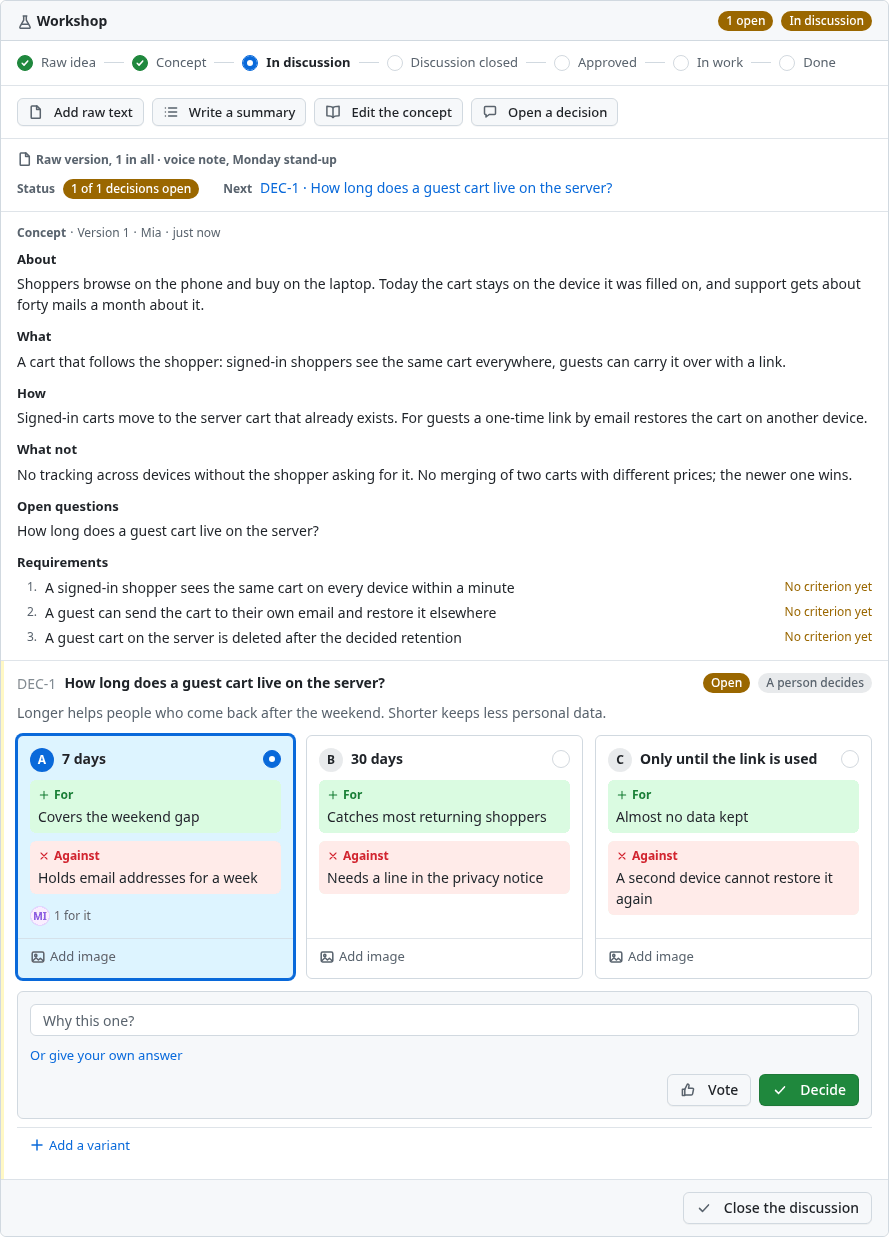 Workshop
1 open
In discussion
Raw idea
Concept
In discussion
Discussion closed
Approved
In work
Done
Add raw text
Write a summary
Edit the concept
Open a decision
Raw version, 1 in all · voice note, Monday stand-up
Status 1 of 1 decisions open Next DEC-1 · How long does a guest cart live on the server?
Concept · Version 1 · Mia · just now
About
Shoppers browse on the phone and buy on the laptop. Today the cart stays on the device it was filled on, and support gets about
forty mails a month about it.
What
A cart that follows the shopper: signed-in shoppers see the same cart everywhere, guests can carry it over with a link.
How
Signed-in carts move to the server cart that already exists. For guests a one-time link by email restores the cart on another device.
What not
No tracking across devices without the shopper asking for it. No merging of two carts with different prices; the newer one wins.
Open questions
How long does a guest cart live on the server?
Requirements
1. A signed-in shopper sees the same cart on every device within a minute No criterion yet
2. A guest can send the cart to their own email and restore it elsewhere No criterion yet
3. A guest cart on the server is deleted after the decided retention No criterion yet
DEC-1 How long does a guest cart live on the server? Open A person decides
Longer helps people who come back after the weekend. Shorter keeps less personal data.
A 7 days
For
Covers the weekend gap
Against
Holds email addresses for a week
MI 1 for it
Add image
B 30 days
For
Catches most returning shoppers
Against
Needs a line in the privacy notice
Add image
C Only until the link is used
For
Almost no data kept
Against
A second device cannot restore it
again
Add image
Why this one?
Or give your own answer
Vote
Decide
Add a variant
Close the discussion